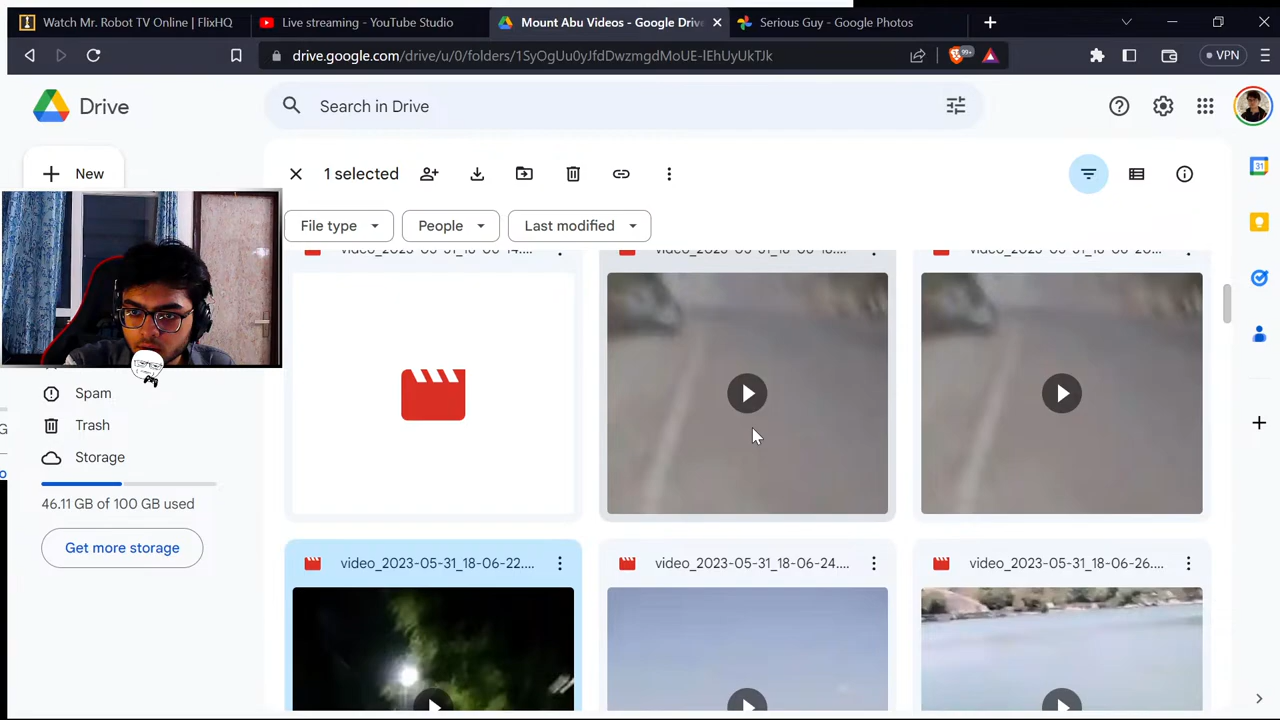 Watch Mr. Robot TV Online | FlixHQ
Live streaming - YouTube Studio
Mount Abu Videos - Google Drive
Serious Guy - Google Photos
drive.google.com/drive/u/0/folders/1SyOgUu0yJfdDwzmgdMoUE-IEhUyUkTJk
99+
VPN
Drive
Search in Drive
New
1 selected
31
File type
People
Last modified
Spam
Trash
Storage
46.11 GB of 100 GB used
Get more storage
video_2023-05-31_18-06-22....
video_2023-05-31_18-06-24....
video_2023-05-31_18-06-26....